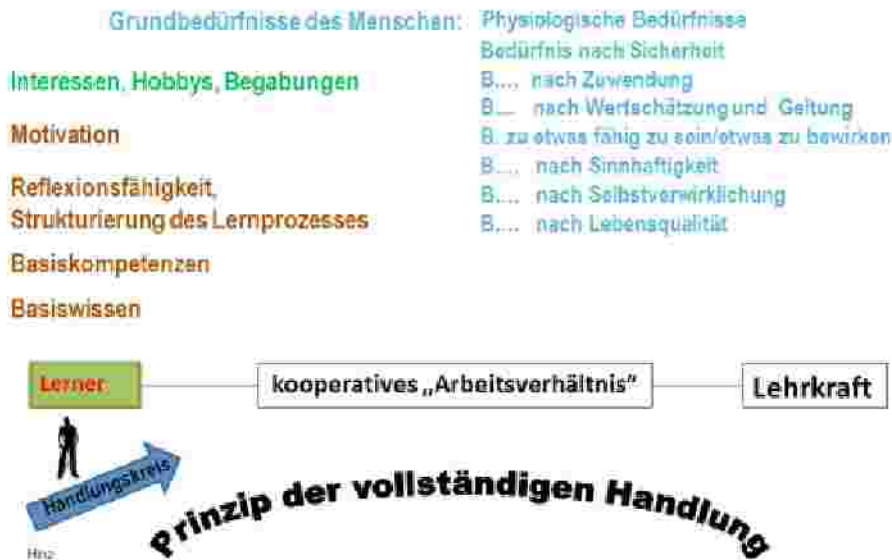 Grundbedürfnisse des Menschen: Physiologische Bedürfnisse
Bedürfnis nach Sicherheit
B.... nach Zuwendung
B.... nach Wertschätzung und Geltung
B. zu etwas fähig zu sein/etwas zu bewirken
B.... nach Sinnhaftigkeit
B.... nach Selbstverwirklichung
B.... nach Lebensqualität
Interessen, Hobbys, Begabungen
Motivation
Reflexionsfähigkeit,
Strukturierung des Lernprozesses
Basiskompetenzen
Basiswissen
Lerner
kooperatives „Arbeitsverhältnis“
Lehrkraft
Handlungskreis
Prinzip der vollständigen Handlung
Hinz